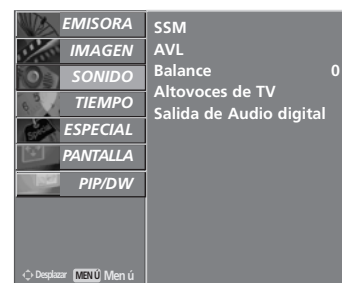 EMISORA
IMAGEN
SONIDO
TIEMPO
ESPECIAL
PANTALLA
PIP/DW
SSM
AVL
Balance 0
Altovoces de TV
Salida de Audio digital
Desplazar MENÚ Menú